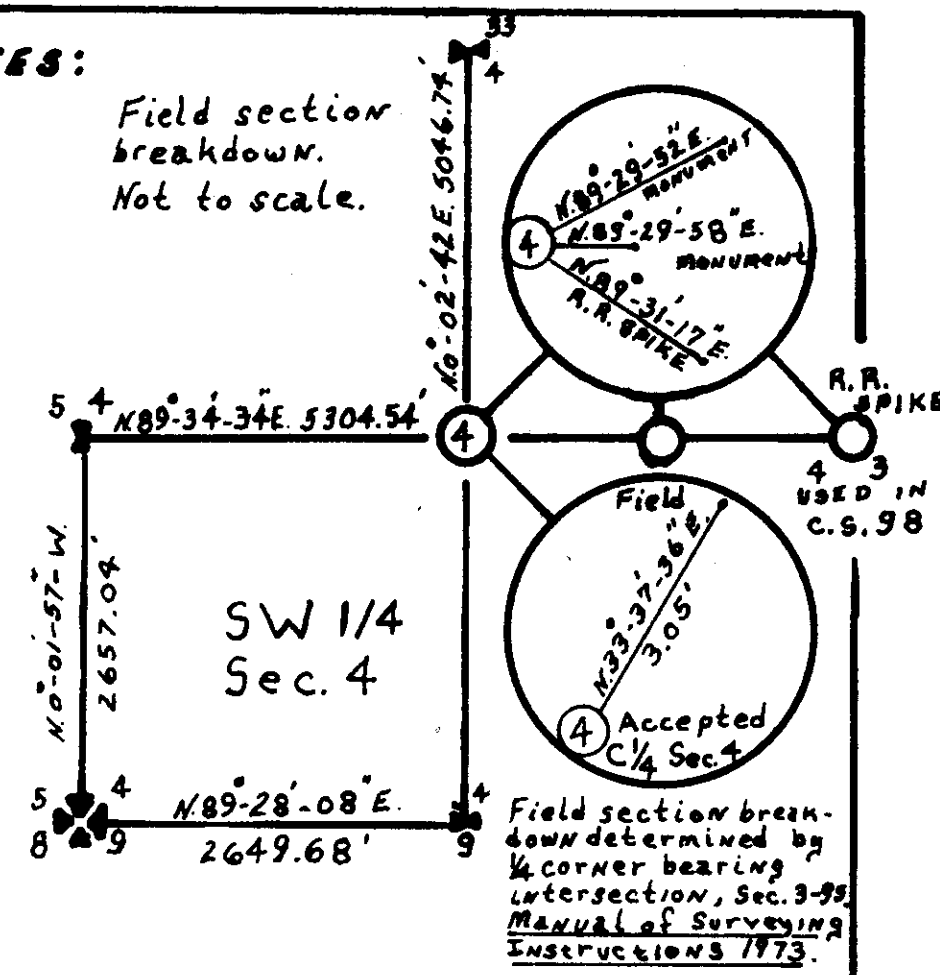 TES:
Field section
breakdown.
Not to scale.
33
4
N.0°-02'-42E. 5046.74'
N.89°-29'-52"E.
MONUMENT
4
N.89°-29'-58"E.
MONUMENT
N.89°-31'-17"E.
R.R. SPIKE
R.R.
SPIKE
5 4
N89°-34'-34"E. 5304.54'
4
4 3
USED IN
C.S. 98
N.0°-01'-57"-W.
2657.04'
SW 1/4
Sec. 4
Field
N.33°-37'-36"E.
3.05'
4 Accepted
C1/4 Sec. 4
5 4
8 9
N.89°-28'-08"E.
2649.68'
4
9
Field section break-
down determined by
1/4 corner bearing
intersection, Sec. 3-95
Manual of Surveying
Instructions 1973.